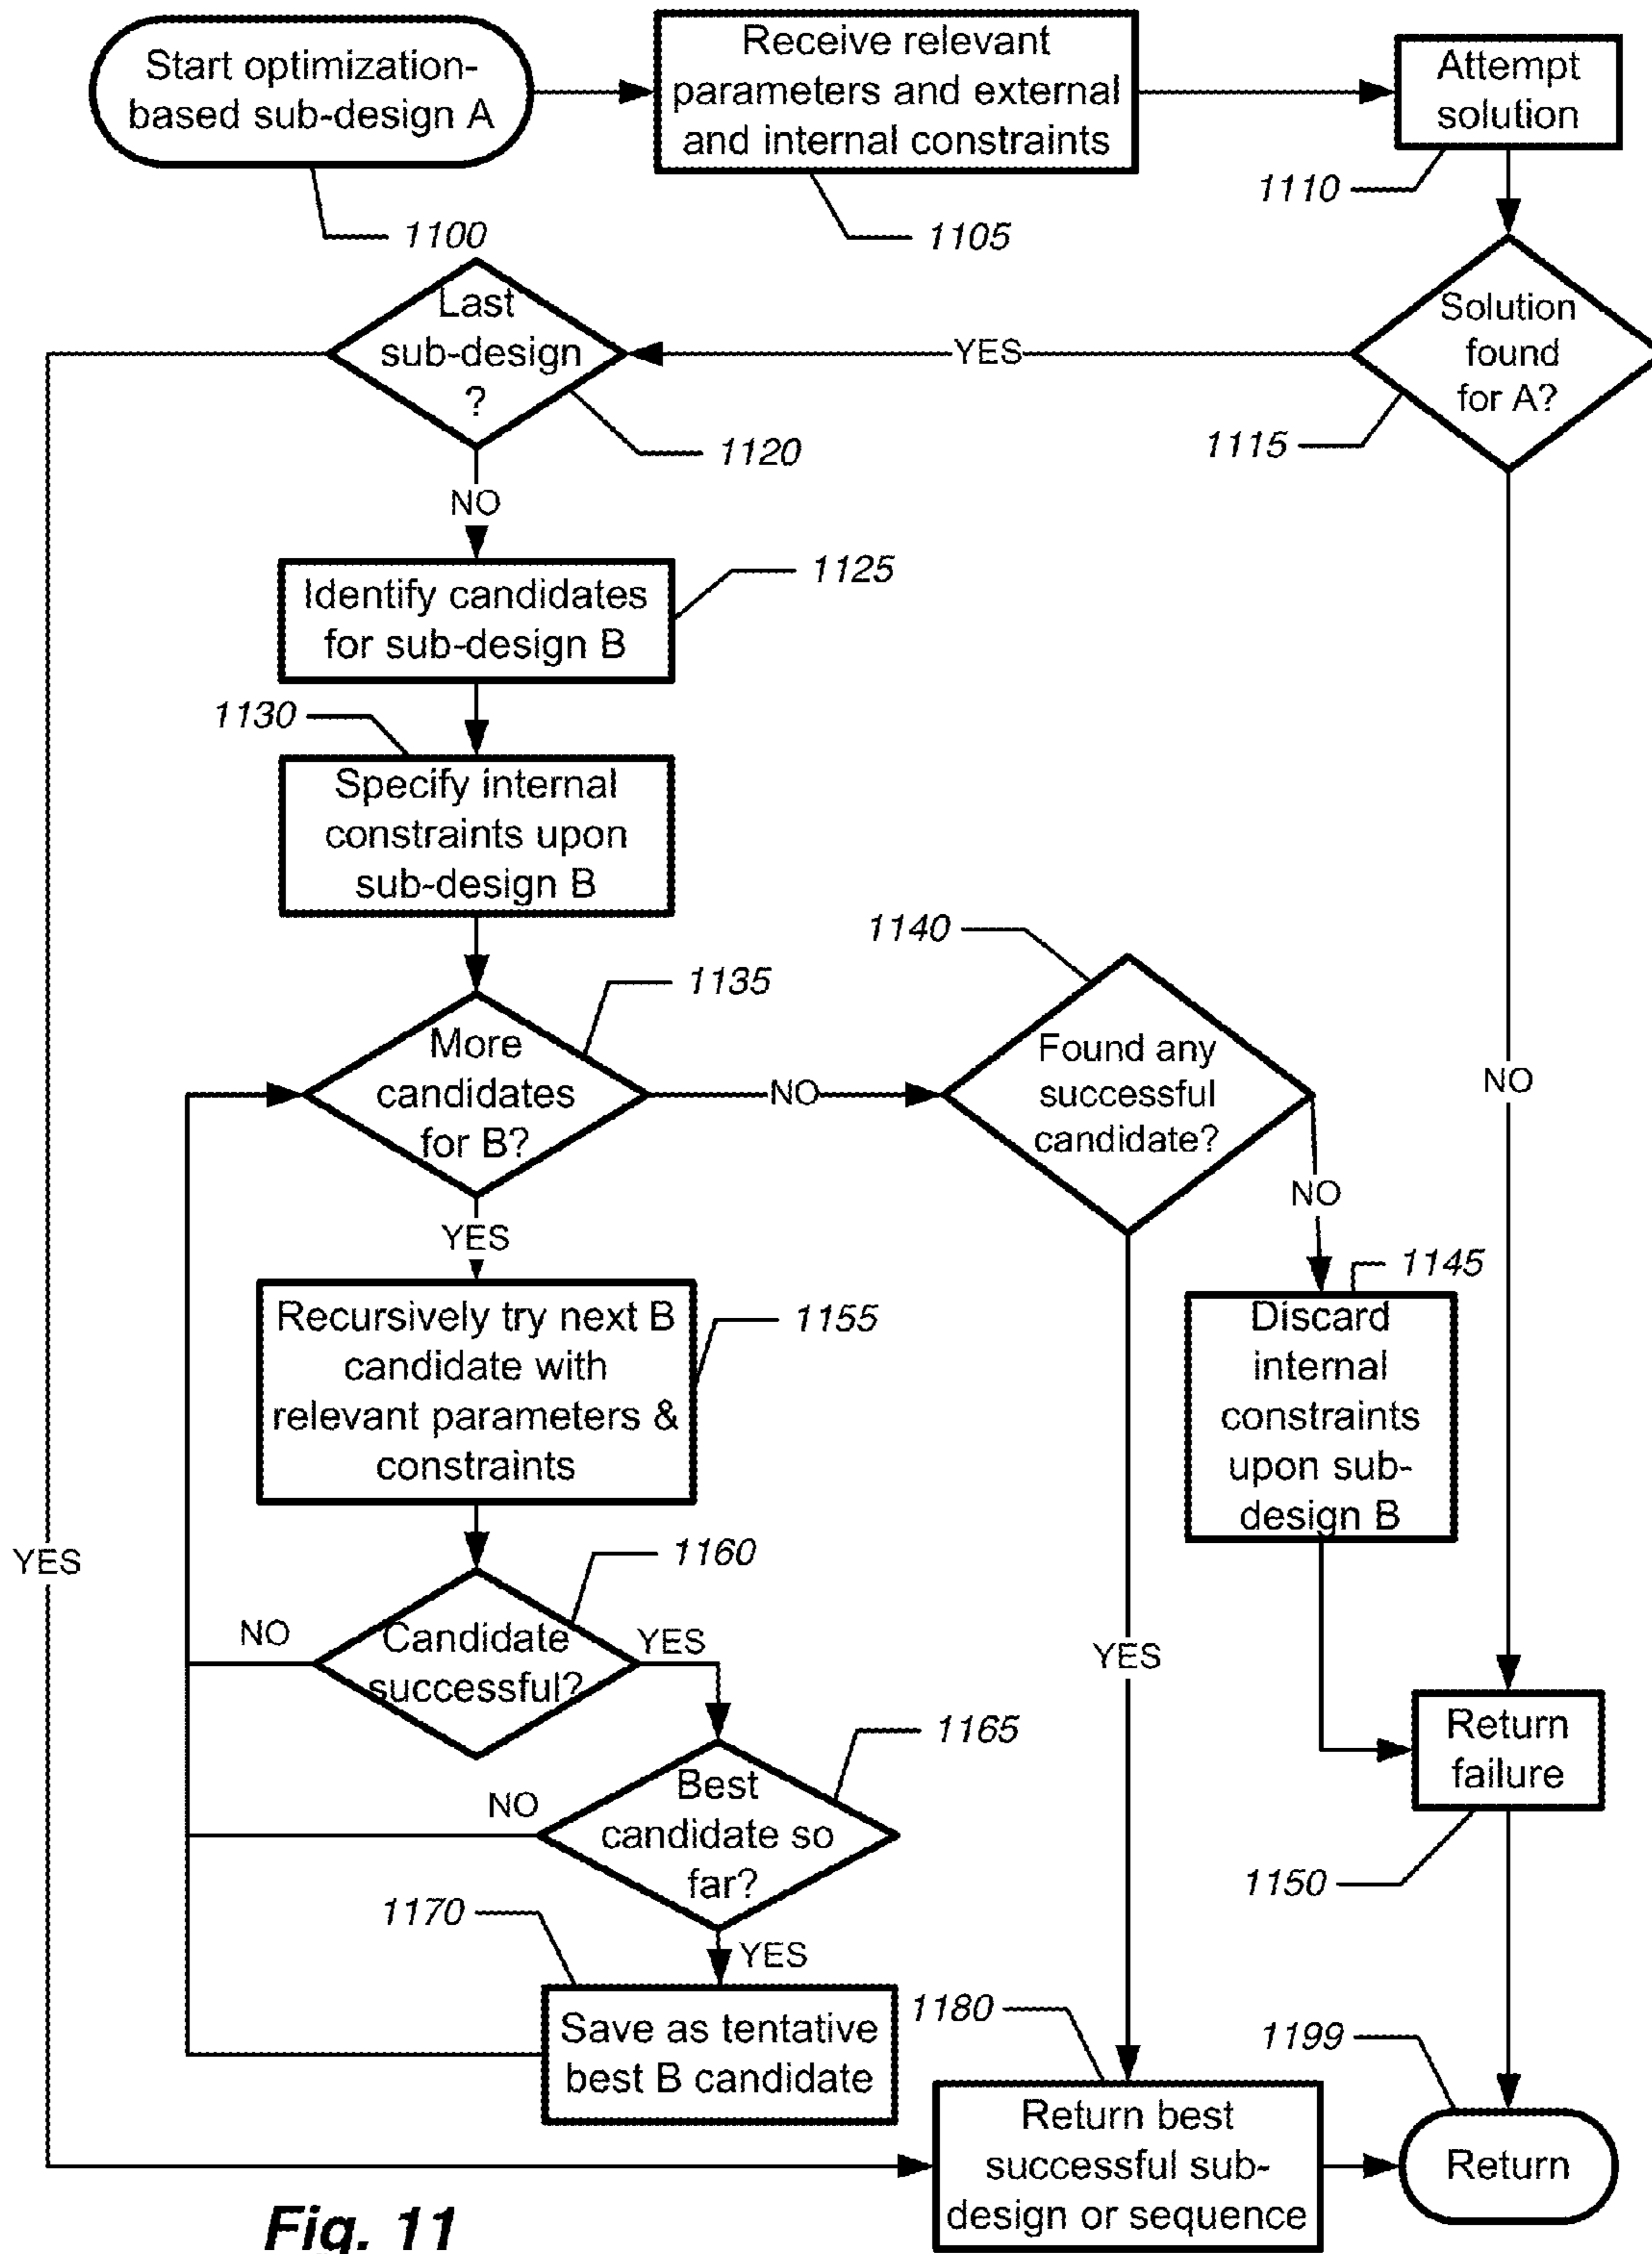 Start optimization-
based sub-design A
1100
Receive relevant
parameters and external
and internal constraints
1105
Attempt
solution
1110
Solution
found
for A?
1115
YES
NO
Last
sub-design
?
1120
YES
NO
Identify candidates
for sub-design B
1125
1130
Specify internal
constraints upon
sub-design B
1135
More
candidates
for B?
NO
YES
1140
Found any
successful
candidate?
NO
YES
1145
Discard
internal
constraints
upon sub-
design B
Recursively try next B
candidate with
relevant parameters &
constraints
1155
1160
Candidate
successful?
NO
YES
1165
Best
candidate so
far?
NO
YES
1170
Save as tentative
best B candidate
Return
failure
1150
1180
Return best
successful sub-
design or sequence
1199
Return
Fig. 11